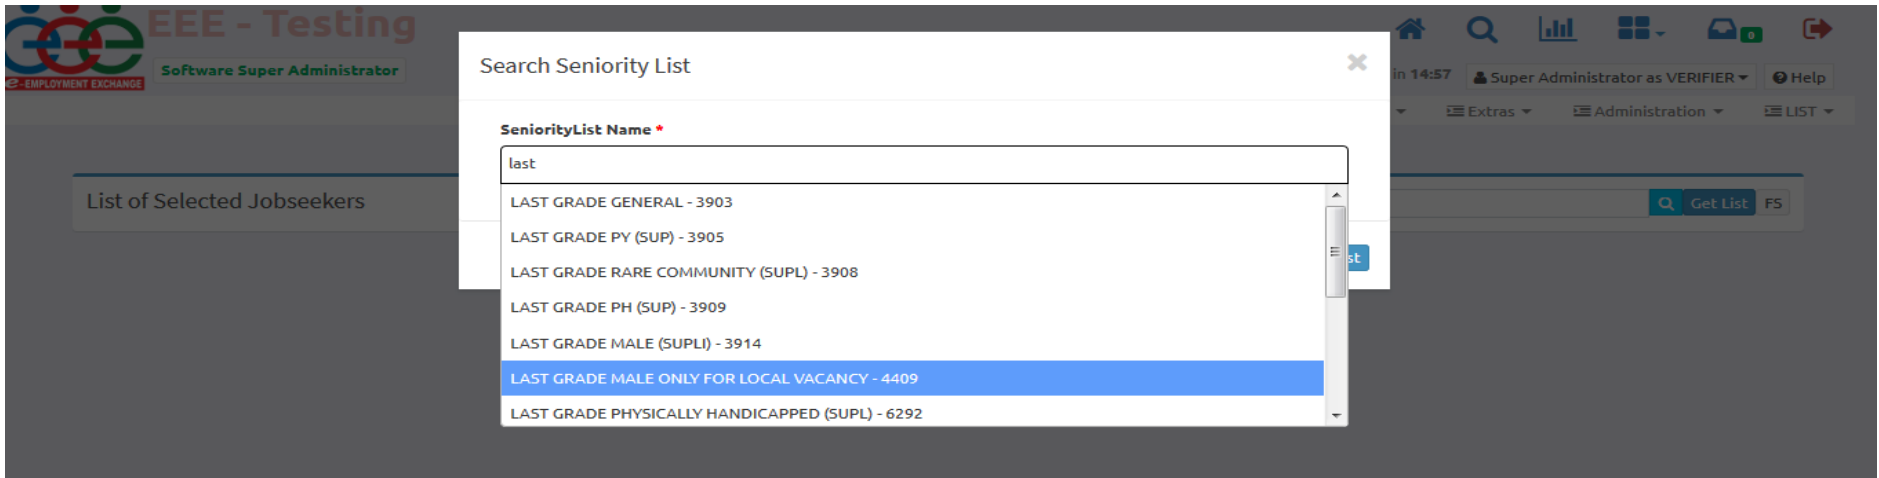 EEE - Testing
Software Super Administrator
e-EMPLOYMENT EXCHANGE
0
in 14:57
Super Administrator as VERIFIER
Help
Extras
Administration
LIST
List of Selected Jobseekers
Get List
FS
Search Seniority List
×
SeniorityList Name *
last
LAST GRADE GENERAL - 3903
LAST GRADE PY (SUP) - 3905
LAST GRADE RARE COMMUNITY (SUPL) - 3908
LAST GRADE PH (SUP) - 3909
LAST GRADE MALE (SUPLI) - 3914
LAST GRADE MALE ONLY FOR LOCAL VACANCY - 4409
LAST GRADE PHYSICALLY HANDICAPPED (SUPL) - 6292
st